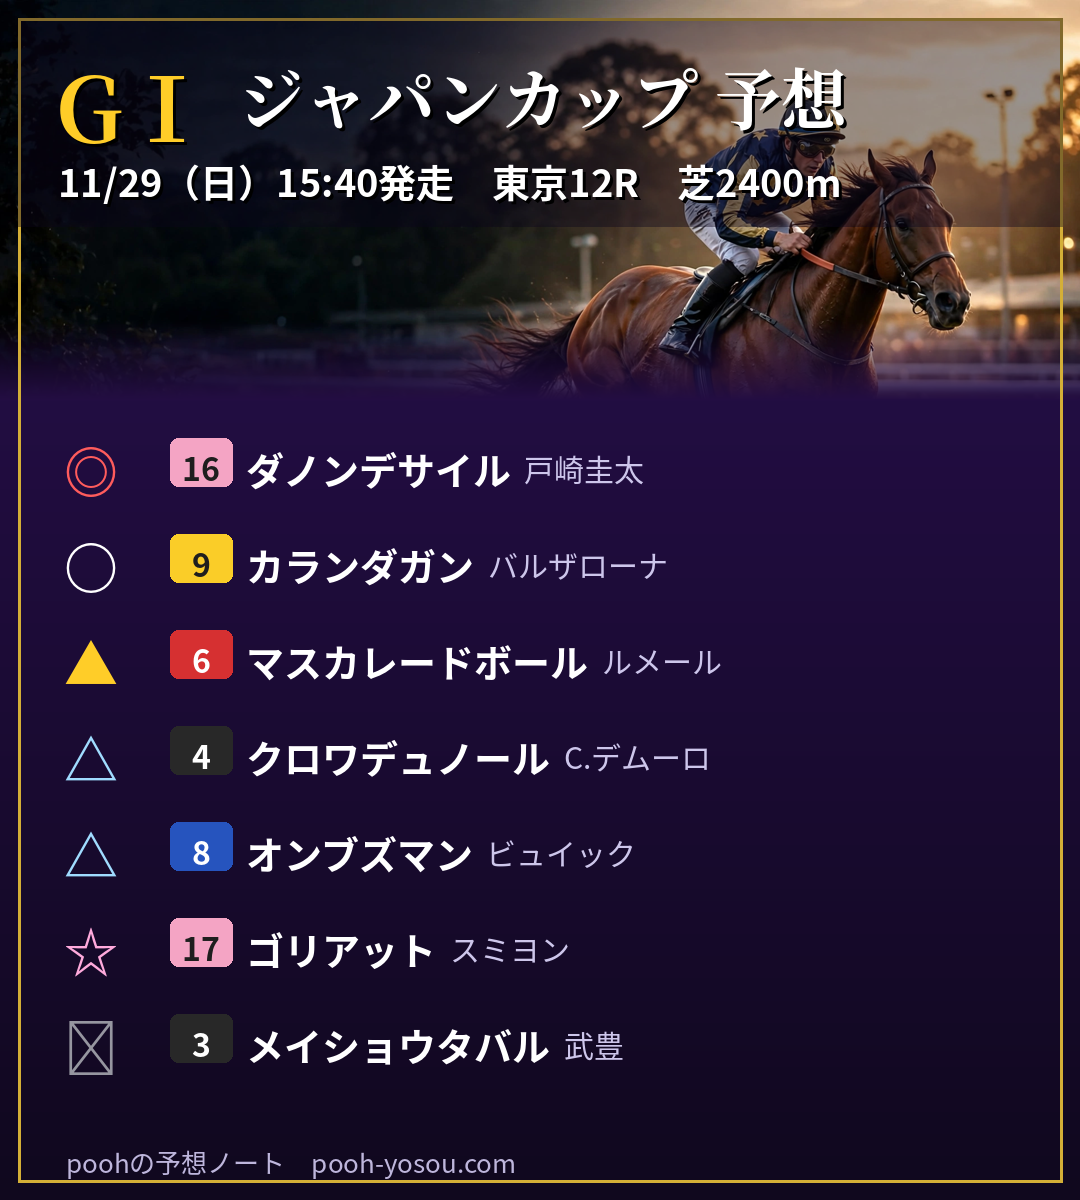 GⅠ ジャパンカップ 予想
11/29（日）15:40発走 東京12R 芝2400m
◎ 16 ダノンデサイル 戸崎圭太
○ 9 カランダガン バルザローナ
▲ 6 マスカレードボール ルメール
△ 4 クロワデュノール C.デムーロ
△ 8 オンブズマン ビュイック
☆ 17 ゴリアット スミヨン
3 メイショウタバル 武豊
poohの予想ノート pooh-yosou.com